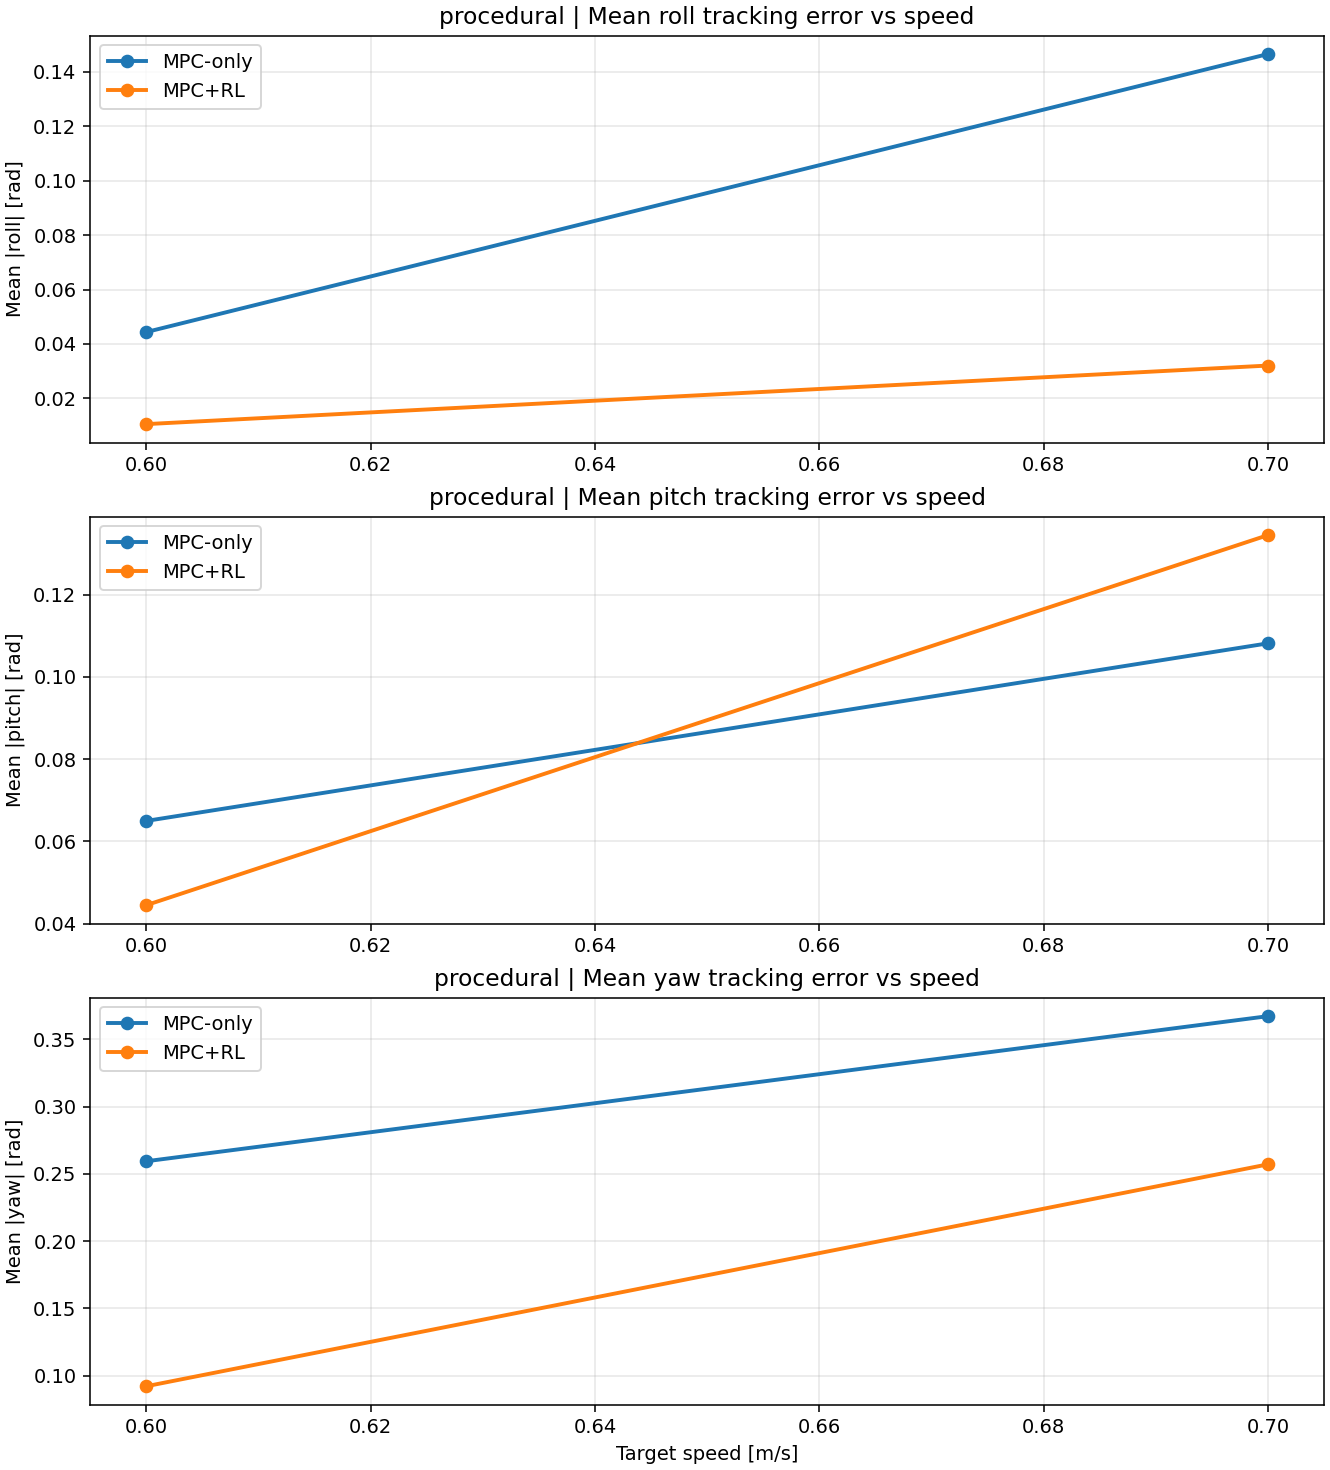 procedural | Mean roll tracking error vs speed
MPC-only
MPC+RL
Mean |roll| [rad]
0.14
0.12
0.10
0.08
0.06
0.04
0.02
0.60 0.62 0.64 0.66 0.68 0.70
procedural | Mean pitch tracking error vs speed
MPC-only
MPC+RL
Mean |pitch| [rad]
0.12
0.10
0.08
0.06
0.04
0.60 0.62 0.64 0.66 0.68 0.70
procedural | Mean yaw tracking error vs speed
MPC-only
MPC+RL
Mean |yaw| [rad]
0.35
0.30
0.25
0.20
0.15
0.10
0.60 0.62 0.64 0.66 0.68 0.70
Target speed [m/s]